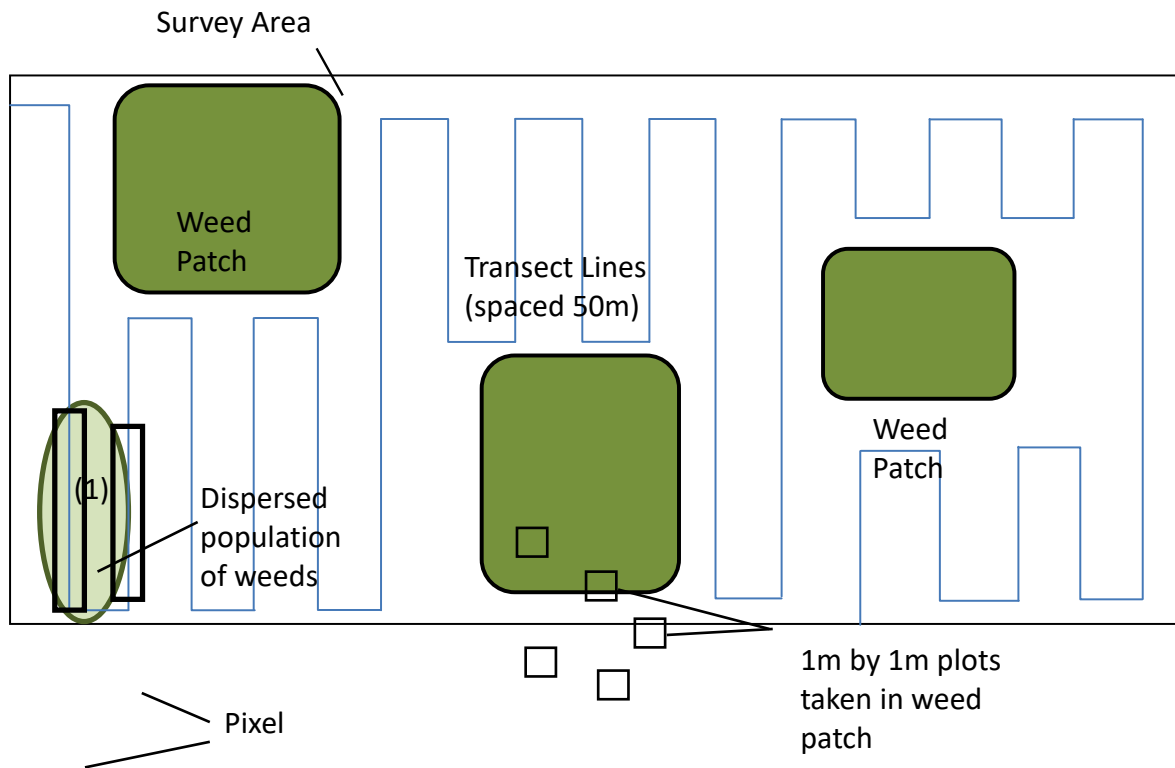 Survey Area
Weed
Patch
Transect Lines
(spaced 50m)
Weed
Patch
(1)
Dispersed
population
of weeds
1m by 1m plots
taken in weed
patch
Pixel